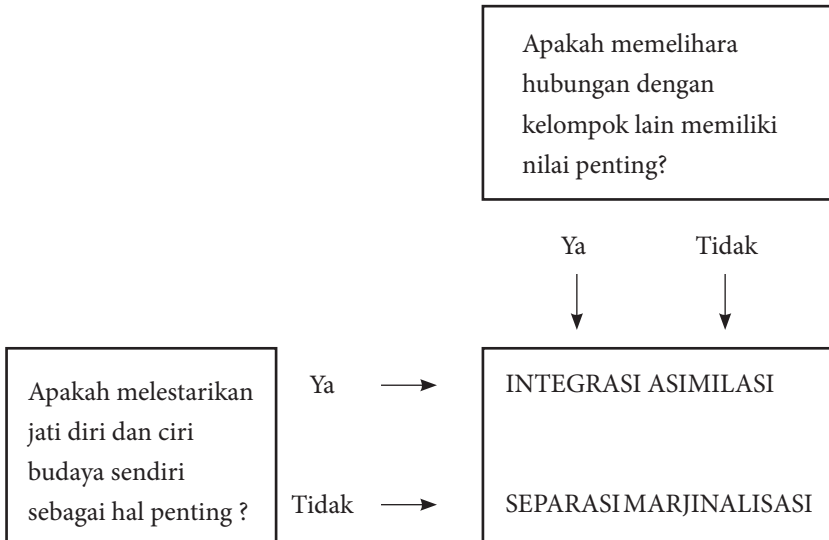 Apakah memelihara
hubungan dengan
kelompok lain memiliki
nilai penting?
Ya Tidak
Apakah melestarikan
jati diri dan ciri
budaya sendiri
sebagai hal penting ?
Ya
Tidak
INTEGRASI ASIMILASI
SEPARASI MARJINALISASI